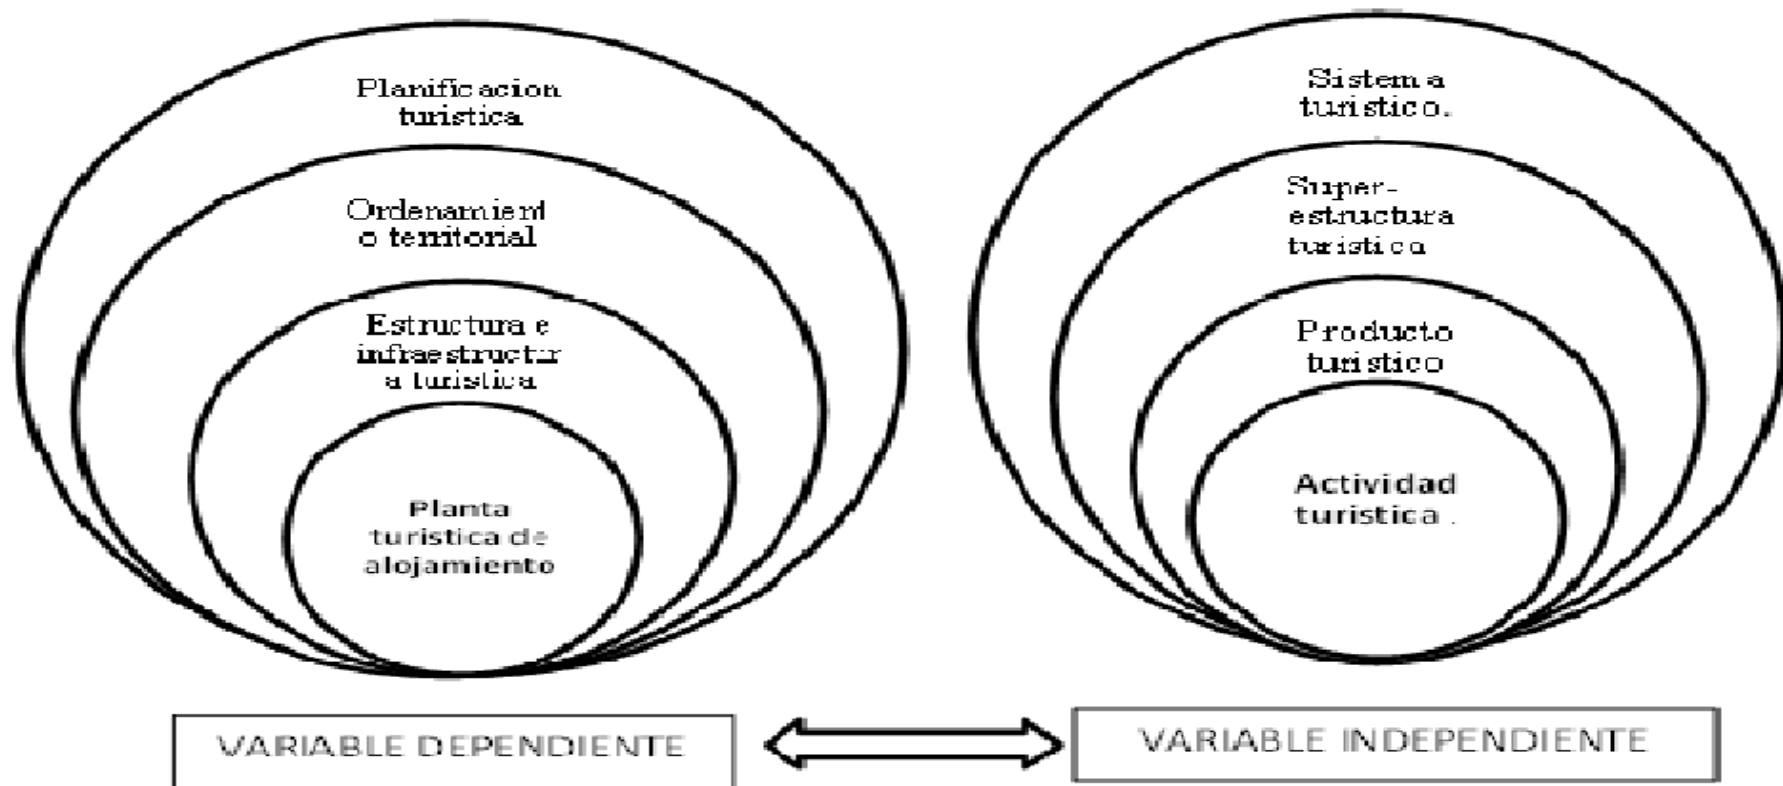 Planificacion
turistica
Ordenamient
o territorial
Estructura e
infraestructur
a turistica
Planta
turistica de
alojamiento
VARIABLE DEPENDIENTE
Sistema
turistico.
Super-
estructura
turistica
Producto
turistico
Actividad
turistica .
VARIABLE INDEPENDIENTE